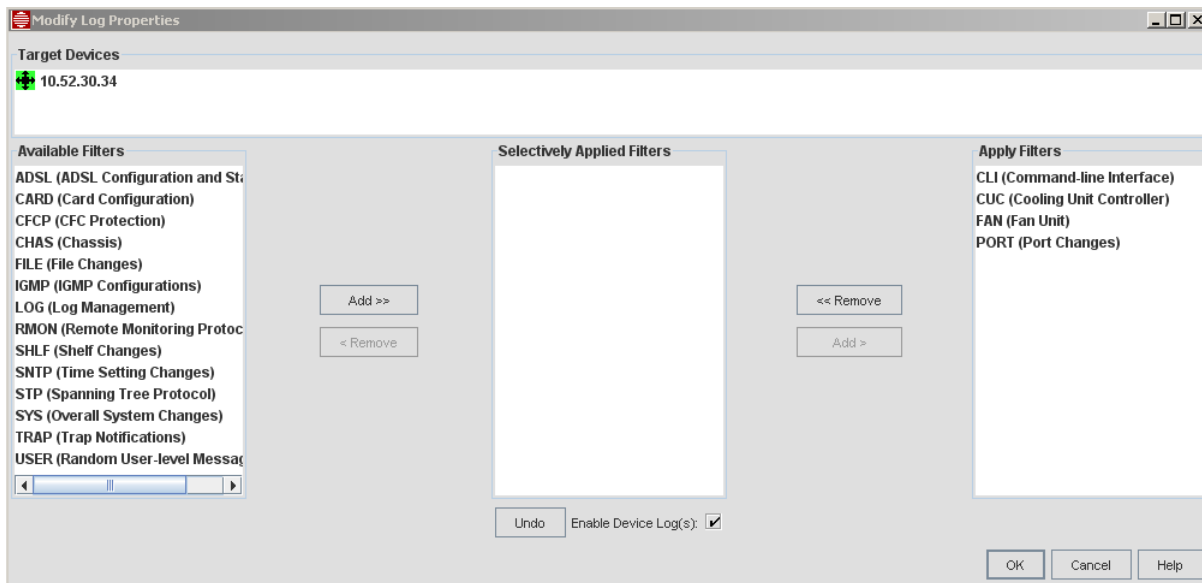 Modify Log Properties
Target Devices
10.52.30.34
Available Filters
ADSL (ADSL Configuration and Sta
CARD (Card Configuration)
CFCP (CFC Protection)
CHAS (Chassis)
FILE (File Changes)
IGMP (IGMP Configurations)
LOG (Log Management)
RMON (Remote Monitoring Protoc
SHLF (Shelf Changes)
SNTP (Time Setting Changes)
STP (Spanning Tree Protocol)
SYS (Overall System Changes)
TRAP (Trap Notifications)
USER (Random User-level Messag
Add >>
< Remove
Selectively Applied Filters
Undo
Enable Device Log(s):
<< Remove
Add >
Apply Filters
CLI (Command-line Interface)
CUC (Cooling Unit Controller)
FAN (Fan Unit)
PORT (Port Changes)
OK
Cancel
Help